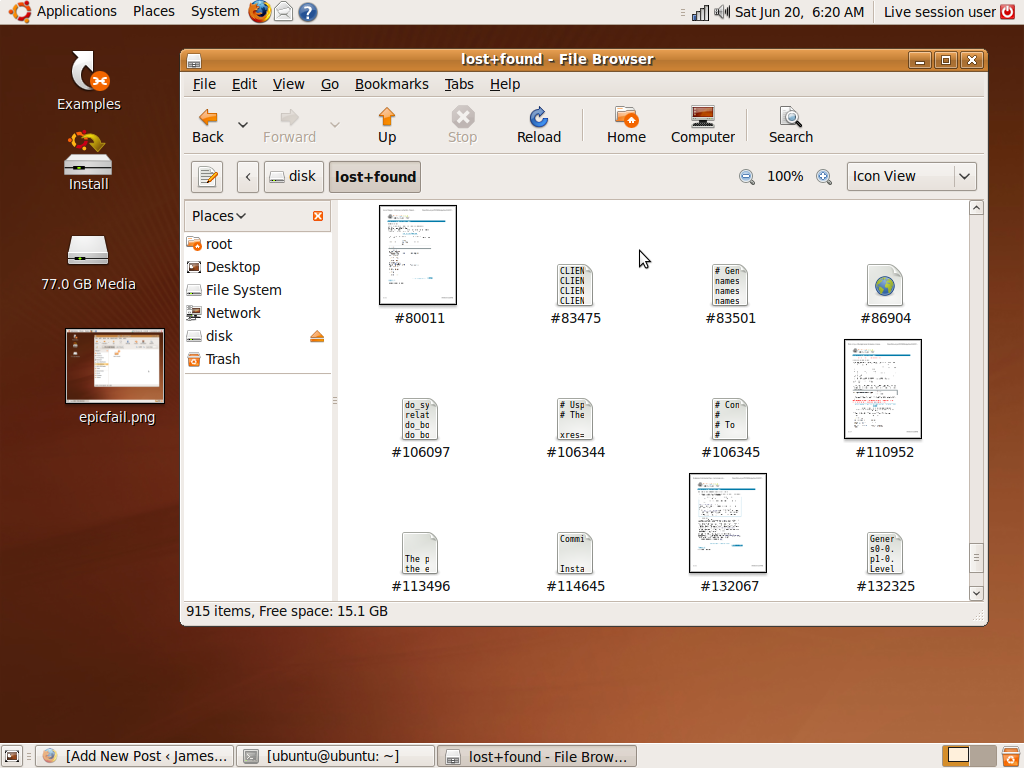 Applications Places System Sat Jun 20, 6:20 AM Live session user
lost+found - File Browser
File Edit View Go Bookmarks Tabs Help
Back Forward Up Stop Reload Home Computer Search
disk lost+found 100% Icon View
Places
root
Desktop
File System
Network
disk
Trash
Examples
Install
77.0 GB Media
epicfail.png
CLIEN
CLIEN
CLIEN
CLIEN
# Gen
names
names
names
#80011 #83475 #83501 #86904
do_sy
relat
do_bo
do_bo
# Usp
# The
xres=
# Con
#
# To
#
#106097 #106344 #106345 #110952
The p
the e
Commi
Insta
Gener
s0-0.
p1-0.
Level
#113496 #114645 #132067 #132325
915 items, Free space: 15.1 GB
[Add New Post ‹ James... [ubuntu@ubuntu: ~] lost+found - File Brow...